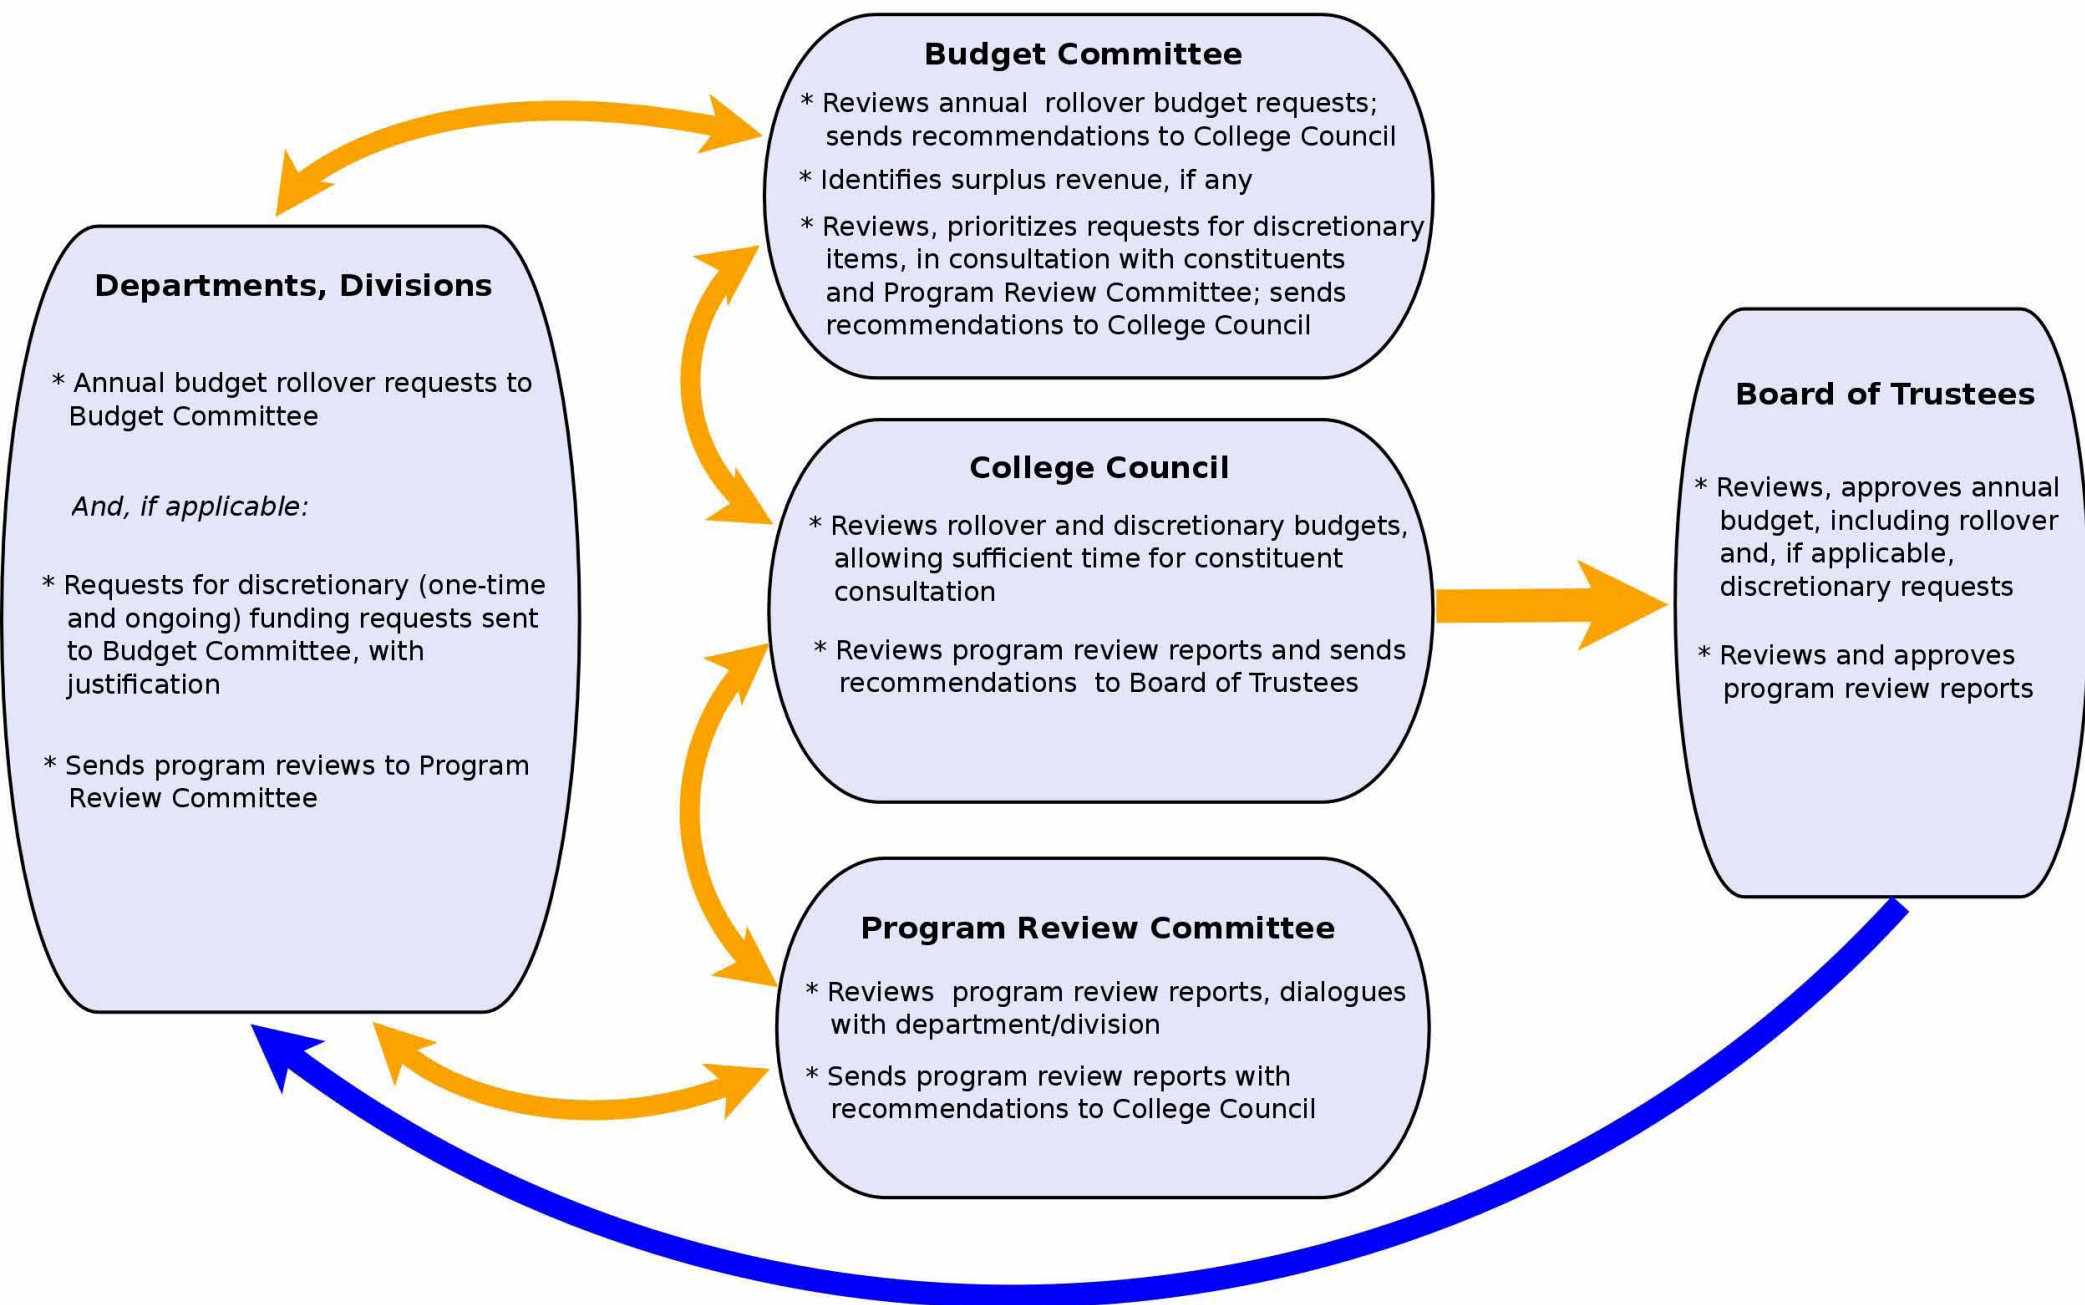 Budget Committee
* Reviews annual rollover budget requests;
sends recommendations to College Council
* Identifies surplus revenue, if any
* Reviews, prioritizes requests for discretionary
items, in consultation with constituents
and Program Review Committee; sends
recommendations to College Council
Departments, Divisions
* Annual budget rollover requests to
Budget Committee
And, if applicable:
* Requests for discretionary (one-time
and ongoing) funding requests sent
to Budget Committee, with
justification
* Sends program reviews to Program
Review Committee
College Council
* Reviews rollover and discretionary budgets,
allowing sufficient time for constituent
consultation
* Reviews program review reports and sends
recommendations to Board of Trustees
Board of Trustees
* Reviews, approves annual
budget, including rollover
and, if applicable,
discretionary requests
* Reviews and approves
program review reports
Program Review Committee
* Reviews program review reports, dialogues
with department/division
* Sends program review reports with
recommendations to College Council